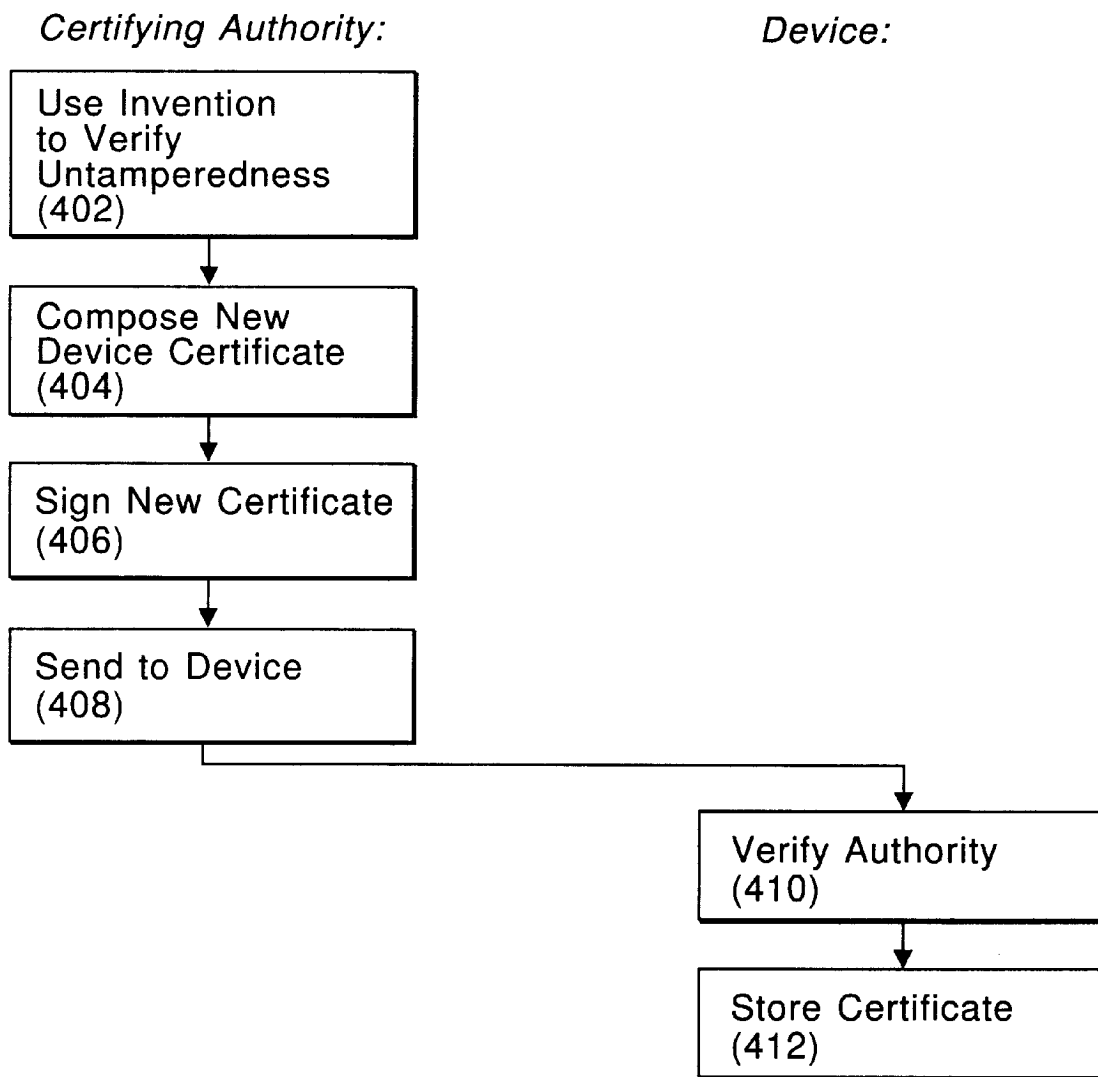 Certifying Authority:
Device:
Use Invention
to Verify
Untamperedness
(402)
Compose New
Device Certificate
(404)
Sign New Certificate
(406)
Send to Device
(408)
Verify Authority
(410)
Store Certificate
(412)